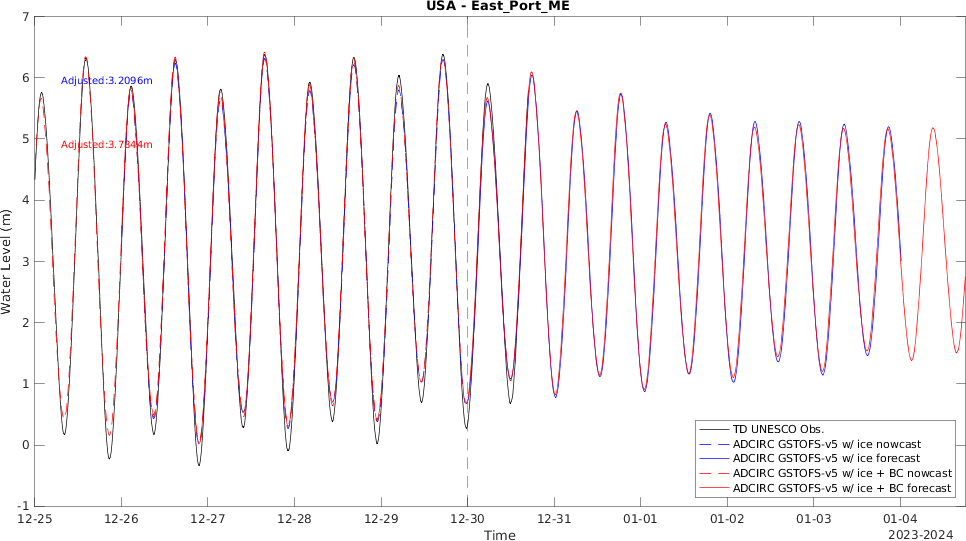 USA - East_Port_ME
7
6
5
4
3
2
1
0
-1
Water Level (m)
Adjusted:3.2096m
Adjusted:3.7844m
TD UNESCO Obs.
ADCIRC GSTOFS-v5 w/ ice nowcast
ADCIRC GSTOFS-v5 w/ ice forecast
ADCIRC GSTOFS-v5 w/ ice + BC nowcast
ADCIRC GSTOFS-v5 w/ ice + BC forecast
12-25 12-26 12-27 12-28 12-29 12-30 12-31 01-01 01-02 01-03 01-04
Time
2023-2024